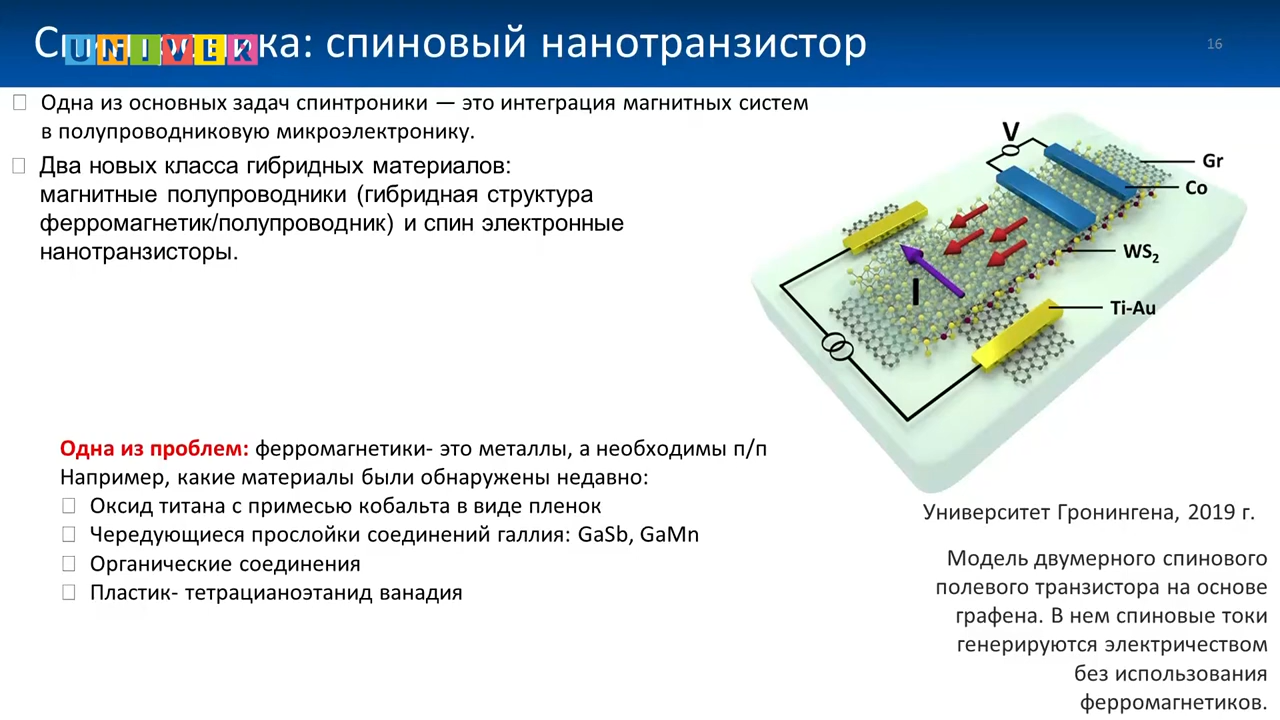 Спинтроника: спиновый нанотранзистор
UNIVER
16
Одна из основных задач спинтроники — это интеграция магнитных систем
в полупроводниковую микроэлектронику.
Два новых класса гибридных материалов:
магнитные полупроводники (гибридная структура
ферромагнетик/полупроводник) и спин электронные
нанотранзисторы.
V
Gr
Co
WS₂
I
Ti-Au
Одна из проблем: ферромагнетики- это металлы, а необходимы п/п
Например, какие материалы были обнаружены недавно:
Оксид титана с примесью кобальта в виде пленок
Чередующиеся прослойки соединений галлия: GaSb, GaMn
Органические соединения
Пластик- тетрацианоэтанид ванадия
Университет Гронингена, 2019 г.
Модель двумерного спинового
полевого транзистора на основе
графена. В нем спиновые токи
генерируются электричеством
без использования
ферромагнетиков.